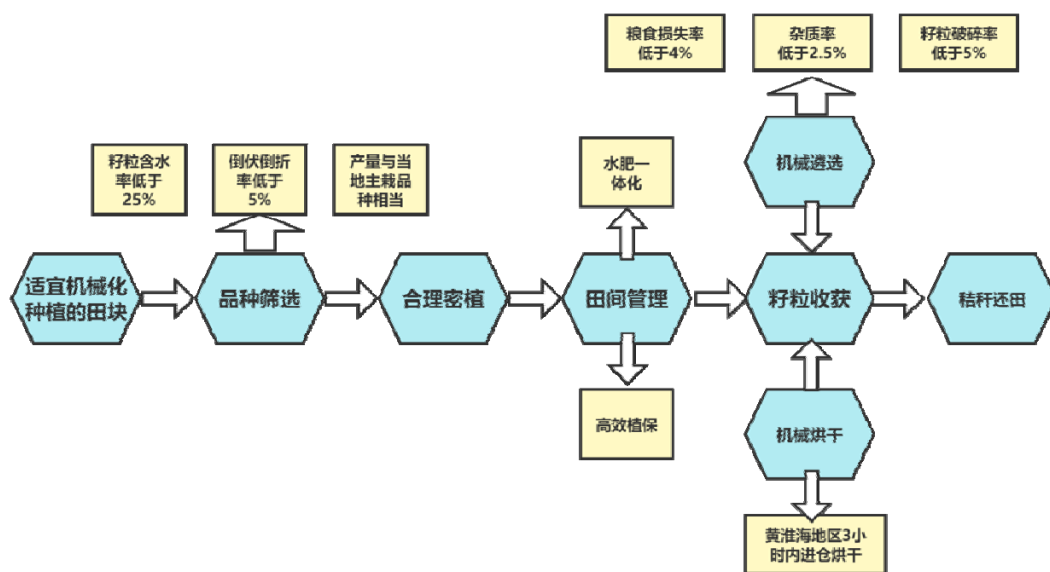 粮食损失率
低于4%
杂质率
低于2.5%
籽粒破碎率
低于5%
籽粒含水
率低于
25%
倒伏倒折
率低于
5%
产量与当
地主栽品
种相当
水肥一
体化
机械遴选
适宜机械化
种植的田块
品种筛选
合理密植
田间管理
籽粒收获
秸秆还田
高效植保
机械烘干
黄淮海地区3小
时内进仓烘干